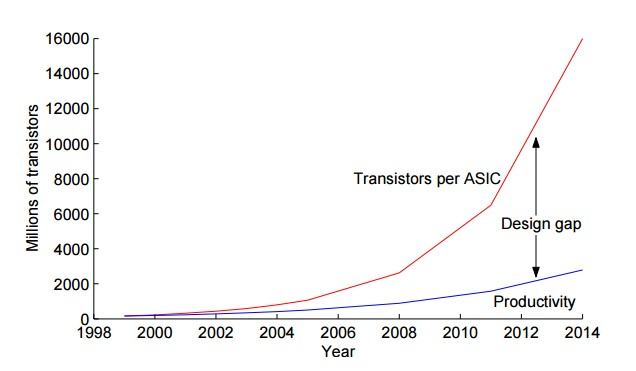 16000
14000
12000
10000
8000
6000
4000
2000
0
Millions of transistors
Transistors per ASIC
Design gap
Productivity
1998 2000 2002 2004 2006 2008 2010 2012 2014
Year